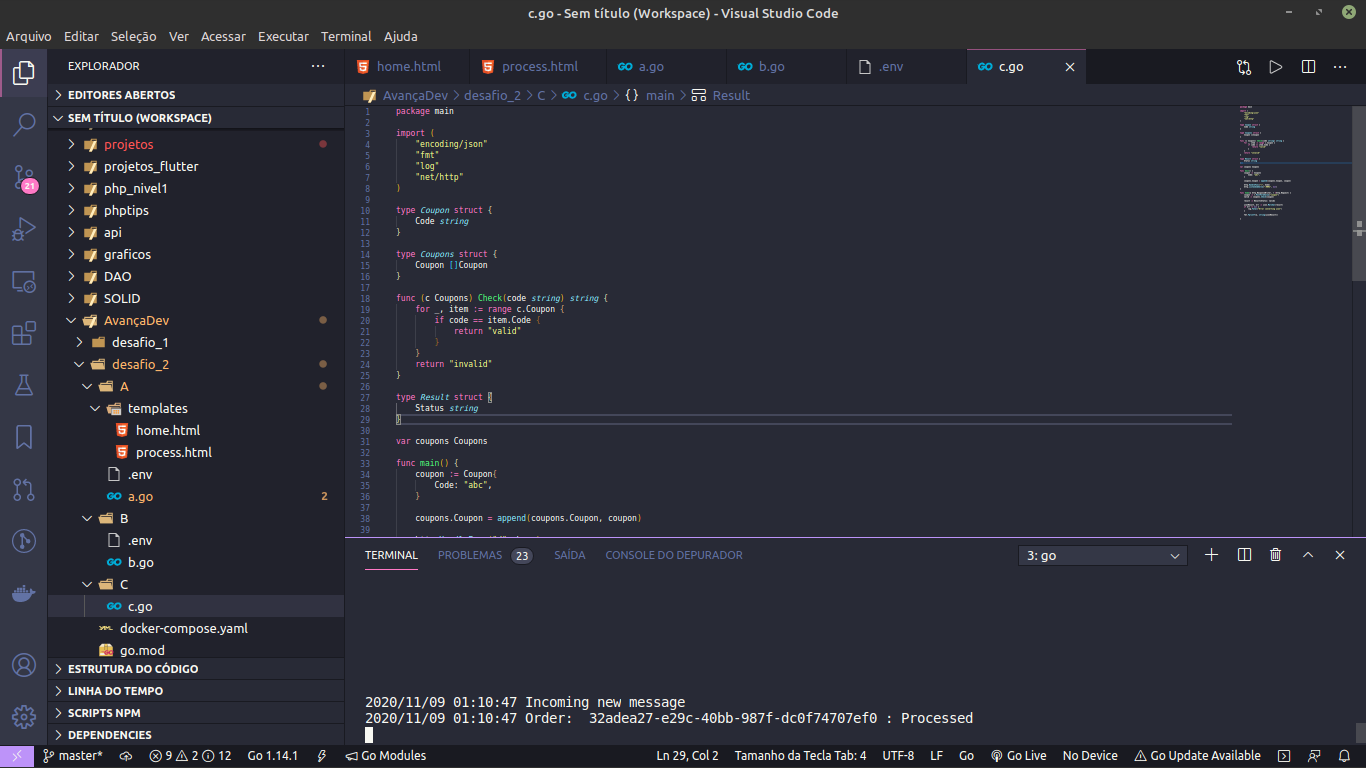 c.go - Sem título (Workspace) - Visual Studio Code
Arquivo Editar Seleção Ver Acessar Executar Terminal Ajuda
EXPLORADOR
EDITORES ABERTOS
SEM TÍTULO (WORKSPACE)
projetos
projetos_flutter
php_nivel1
phptips
api
graficos
DAO
SOLID
AvançaDev
desafio_1
desafio_2
A
templates
home.html
process.html
.env
a.go 2
B
.env
b.go
C
c.go
docker-compose.yaml
go.mod
ESTRUTURA DO CÓDIGO
LINHA DO TEMPO
SCRIPTS NPM
DEPENDENCIES
21
home.html process.html a.go b.go .env c.go
AvançaDev > desafio_2 > C > c.go > {} main > Result
1 package main
2
3 import (
4 "encoding/json"
5 "fmt"
6 "log"
7 "net/http"
8 )
9
10 type Coupon struct {
11 Code string
12 }
13
14 type Coupons struct {
15 Coupon []Coupon
16 }
17
18 func (c Coupons) Check(code string) string {
19 for _, item := range c.Coupon {
20 if code == item.Code {
21 return "valid"
22 }
23 }
24 return "invalid"
25 }
26
27 type Result struct {
28 Status string
29 }
30
31 var coupons Coupons
32
33 func main() {
34 coupon := Coupon{
35 Code: "abc",
36 }
37
38 coupons.Coupon = append(coupons.Coupon, coupon)
39
TERMINAL PROBLEMAS 23 SAÍDA CONSOLE DO DEPURADOR 3: go
2020/11/09 01:10:47 Incoming new message
2020/11/09 01:10:47 Order:  32adea27-e29c-40bb-987f-dc0f74707ef0 : Processed
master* 9 2 12 Go 1.14.1 Go Modules Ln 29, Col 2 Tamanho da Tecla Tab: 4 UTF-8 LF Go Go Live No Device Go Update Available